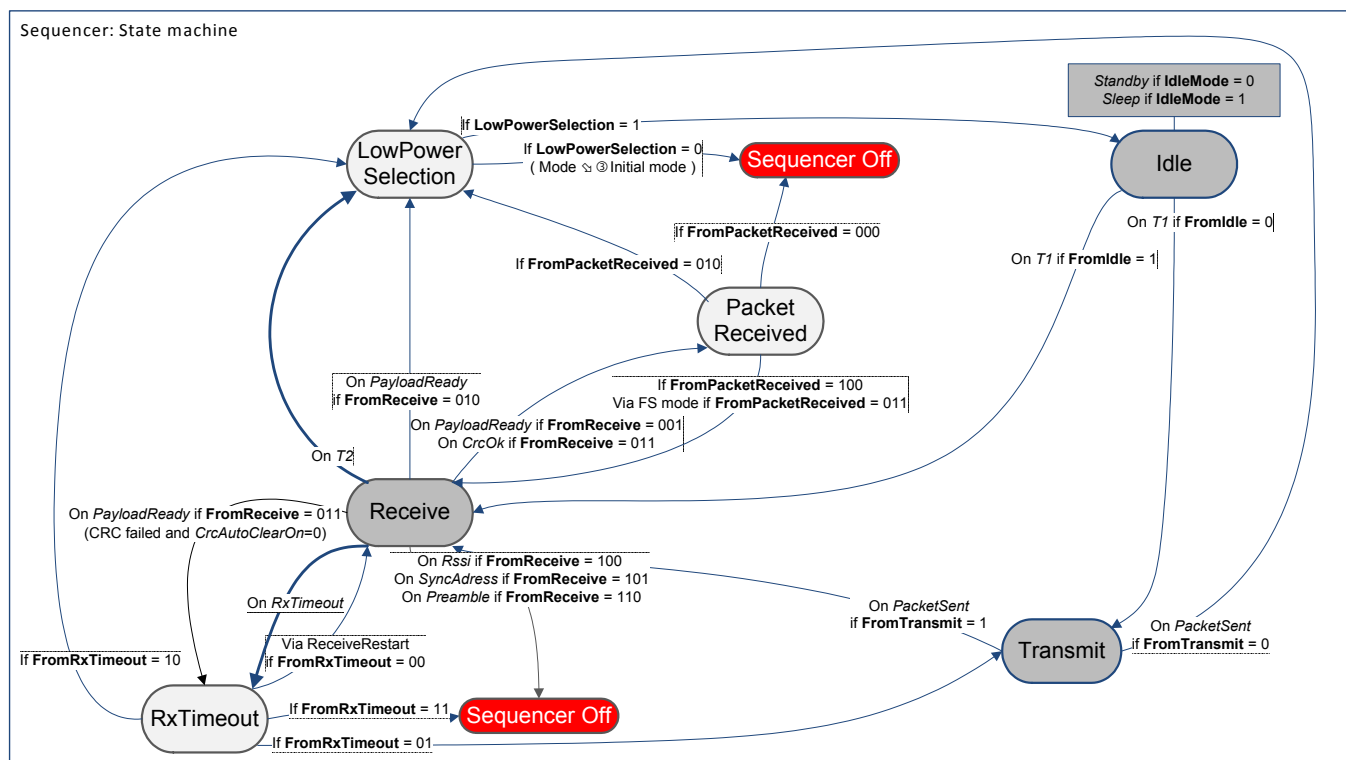 Sequencer: State machine
Standby if IdleMode = 0
Sleep if IdleMode = 1
If LowPowerSelection = 1
LowPower
Selection
If LowPowerSelection = 0
( Mode ⇘ ③ Initial mode )
Sequencer Off
Idle
If FromPacketReceived = 000
On T1 if FromIdle = 0
On T1 if FromIdle = 1
If FromPacketReceived = 010
Packet
Received
On PayloadReady
if FromReceive = 010
If FromPacketReceived = 100
Via FS mode if FromPacketReceived = 011
On PayloadReady if FromReceive = 001
On CrcOk if FromReceive = 011
On T2
Receive
On PayloadReady if FromReceive = 011
(CRC failed and CrcAutoClearOn=0)
On Rssi if FromReceive = 100
On SyncAdress if FromReceive = 101
On Preamble if FromReceive = 110
On RxTimeout
On PacketSent
if FromTransmit = 1
Transmit
On PacketSent
if FromTransmit = 0
Via ReceiveRestart
if FromRxTimeout = 00
If FromRxTimeout = 10
RxTimeout
If FromRxTimeout = 11
Sequencer Off
If FromRxTimeout = 01